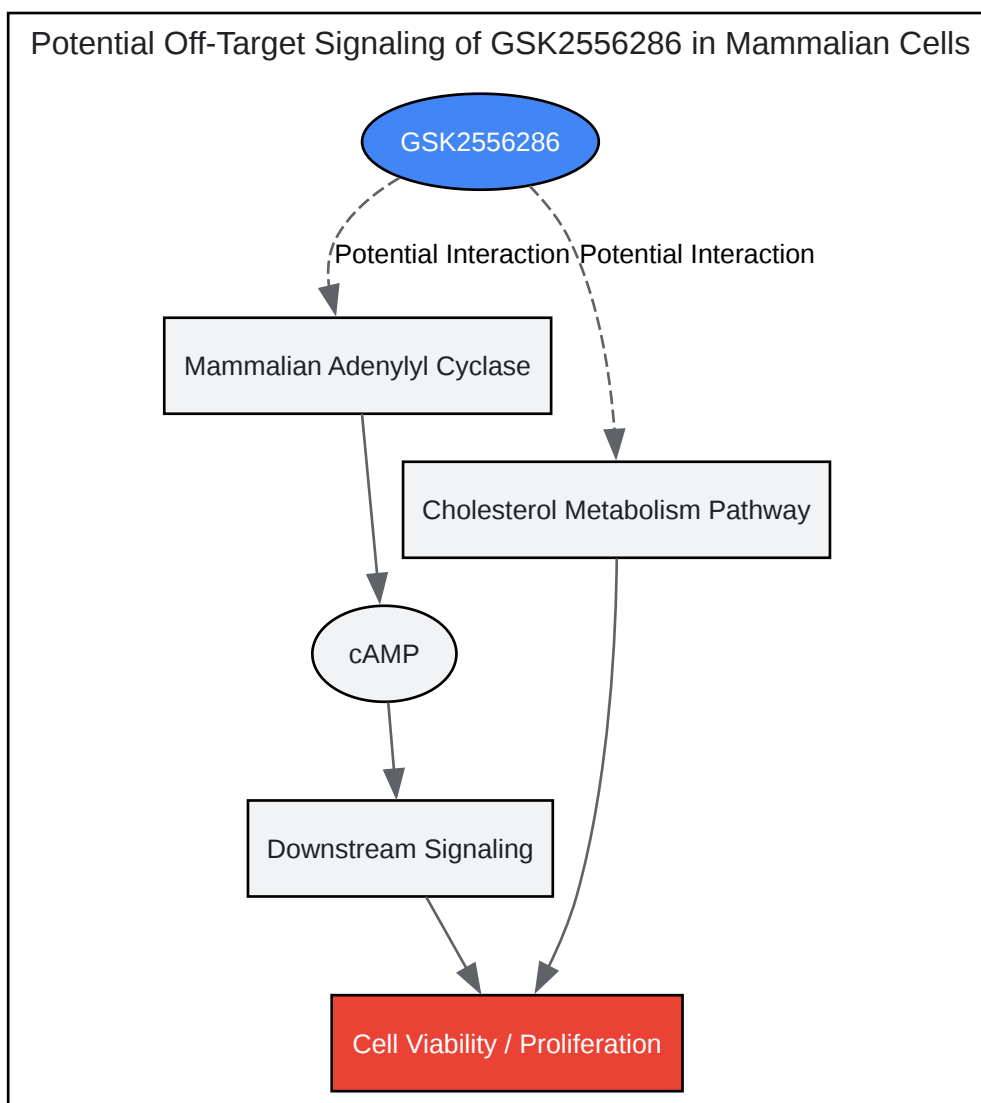 Potential Off-Target Signaling of GSK2556286 in Mammalian Cells
GSK2556286
Potential Interaction
Potential Interaction
Mammalian Adenylyl Cyclase
Cholesterol Metabolism Pathway
cAMP
Downstream Signaling
Cell Viability / Proliferation